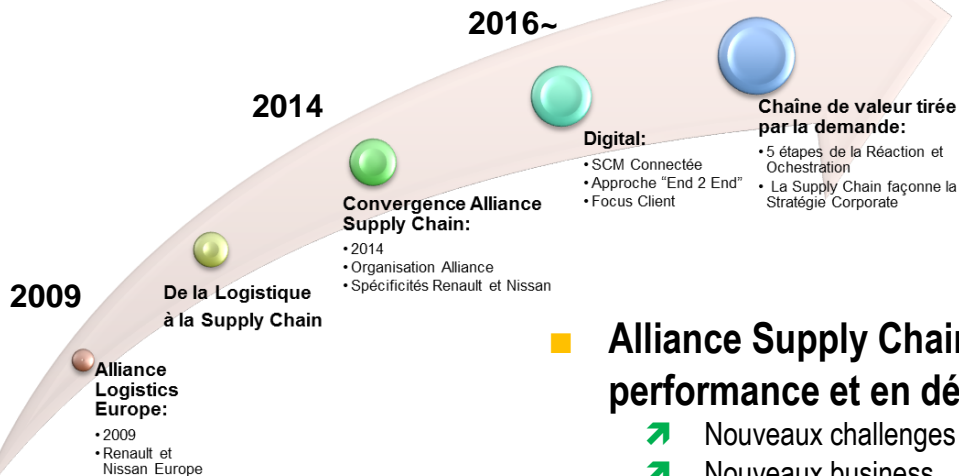 2016~
2014
2009
Alliance
Logistics
Europe:
• 2009
• Renault et
Nissan Europe
De la Logistique
à la Supply Chain
Convergence Alliance
Supply Chain:
• 2014
• Organisation Alliance
• Spécificités Renault et Nissan
Digital:
• SCM Connectée
• Approche “End 2 End”
• Focus Client
Chaîne de valeur tirée
par la demande:
• 5 étapes de la Réaction et
Ochestration
• La Supply Chain façonne la
Stratégie Corporate
Alliance Supply Chain
performance et en dé
Nouveaux challenges
Nouveaux business